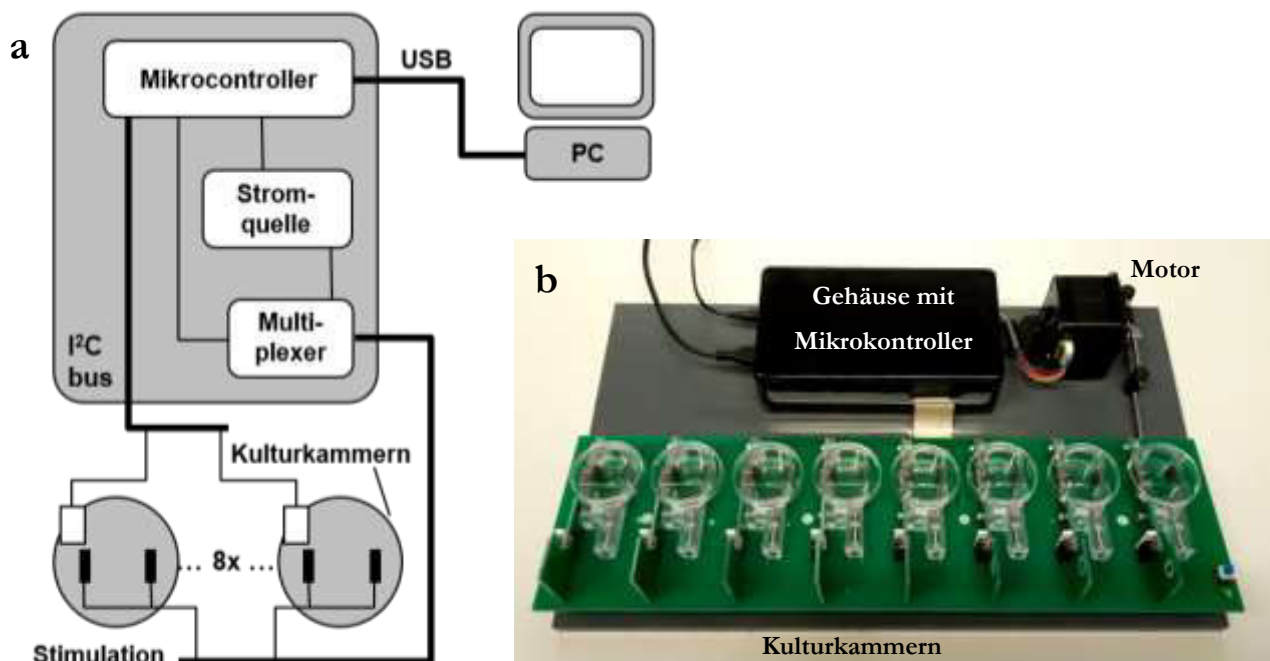 a
Mikrocontroller
USB
PC
Strom-
quelle
Multi-
plexer
I²C
bus
Kulturkammern
... 8x ...
Stimulation
b
Gehäuse mit
Mikrokontroller
Motor
Kulturkammern